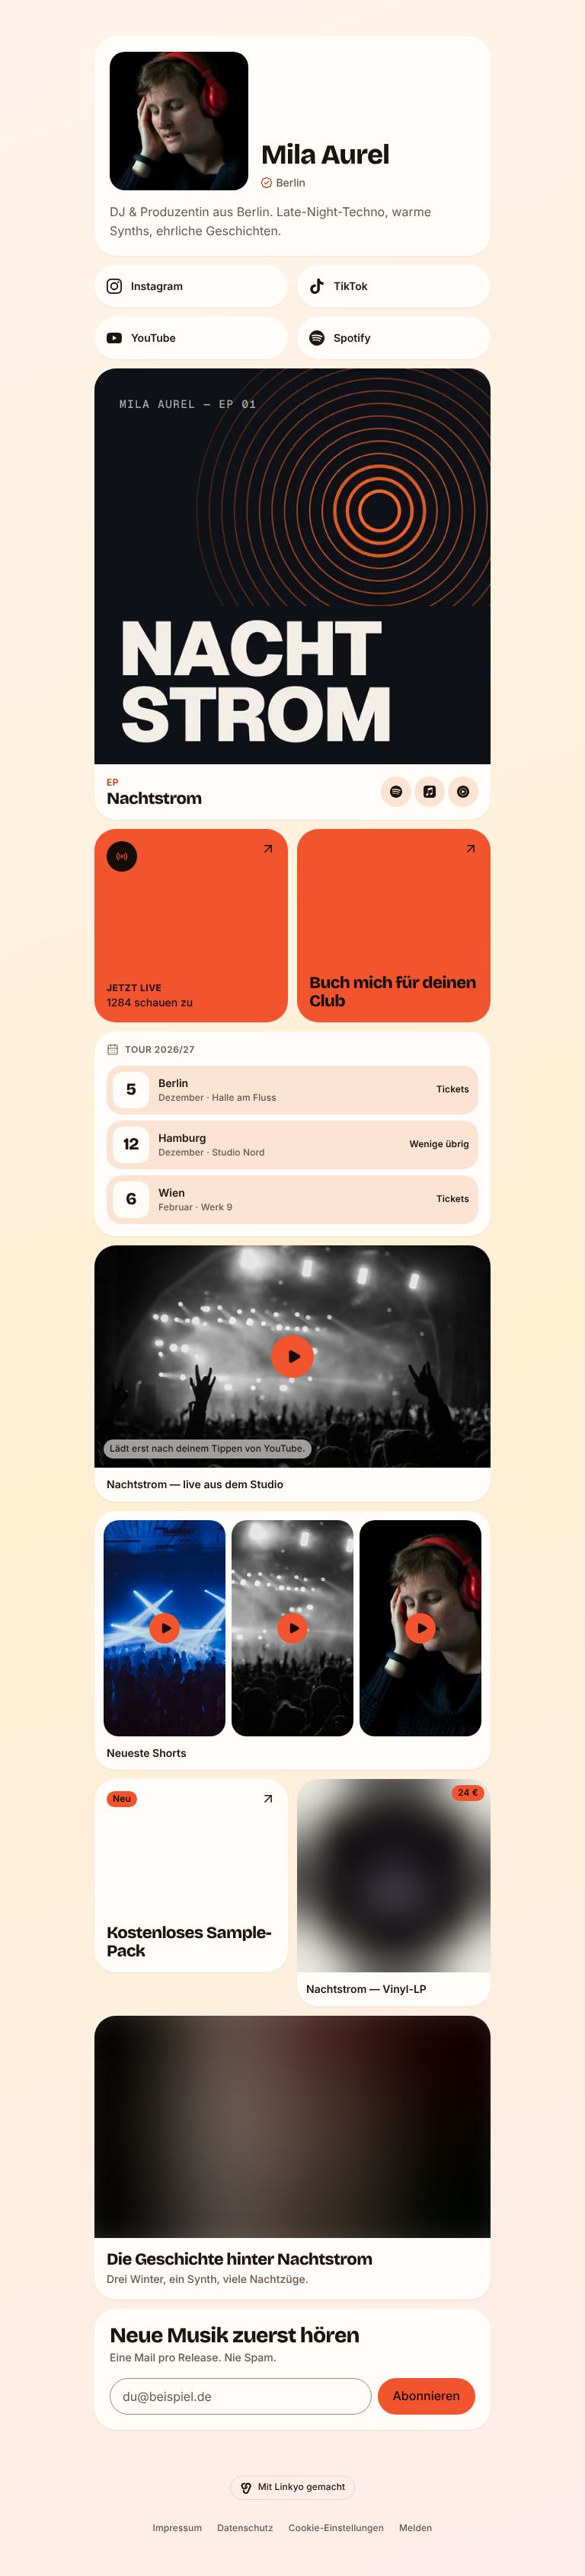 Mila Aurel
Berlin
DJ & Produzentin aus Berlin. Late-Night-Techno, warme
Synths, ehrliche Geschichten.
Instagram
TikTok
YouTube
Spotify
MILA AUREL — EP 01
NACHT
STROM
EP
Nachtstrom
JETZT LIVE
1284 schauen zu
Buch mich für deinen
Club
TOUR 2026/27
5
Berlin
Dezember · Halle am Fluss
Tickets
12
Hamburg
Dezember · Studio Nord
Wenige übrig
6
Wien
Februar · Werk 9
Tickets
Lädt erst nach deinem Tippen von YouTube.
Nachtstrom — live aus dem Studio
Neueste Shorts
Neu
Kostenloses Sample-
Pack
24 €
Nachtstrom — Vinyl-LP
Die Geschichte hinter Nachtstrom
Drei Winter, ein Synth, viele Nachtzüge.
Neue Musik zuerst hören
Eine Mail pro Release. Nie Spam.
du@beispiel.de
Abonnieren
Mit Linkyo gemacht
Impressum
Datenschutz
Cookie-Einstellungen
Melden